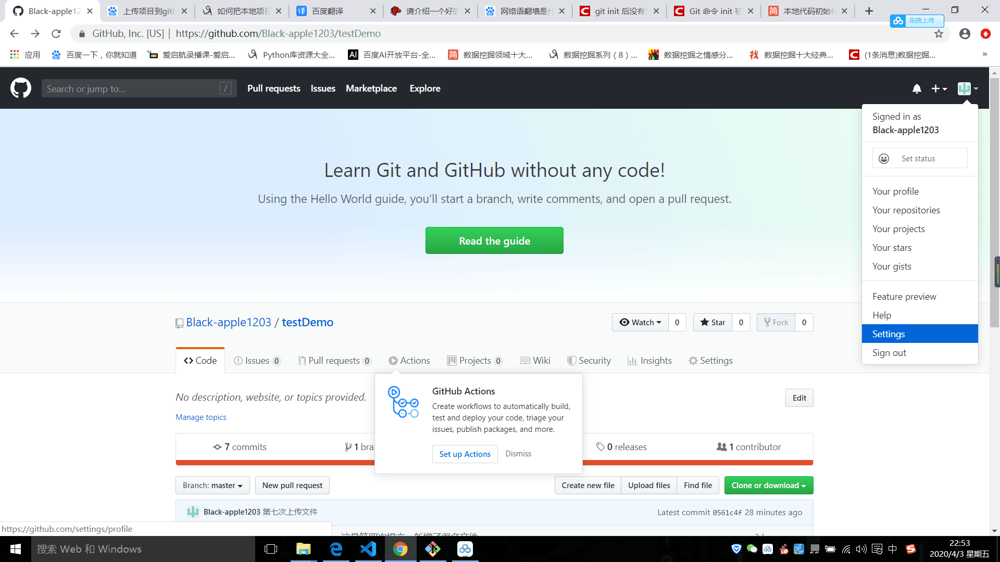 Black-apple12
上传项目到gith
如何把本地项目
百度翻译
请介绍一个好的
网络语翻墙是什
git init 后没有生
Git 命令 init 初
本地代码初始化
拖拽上传
GitHub, Inc. [US] | https://github.com/Black-apple1203/testDemo
应用
百度一下，你就知道
爱启航录播课-爱启...
Python库资源大全...
百度AI开放平台-全...
数据挖掘领域十大...
数据挖掘系列（8）...
数据挖掘之情感分...
数据挖掘十大经典...
(1条消息)数据挖掘...
»
Search or jump to... /
Pull requests Issues Marketplace Explore
Signed in as
Black-apple1203
Set status
Your profile
Your repositories
Your projects
Your stars
Your gists
Feature preview
Help
Settings
Sign out
Learn Git and GitHub without any code!
Using the Hello World guide, you’ll start a branch, write comments, and open a pull request.
Read the guide
Black-apple1203 / testDemo
Watch 0 Star 0 Fork 0
Code Issues 0 Pull requests 0 Actions Projects 0 Wiki Security Insights Settings
GitHub Actions
Create workflows to automatically build,
test and deploy your code, triage your
issues, publish packages, and more.
Set up Actions Dismiss
No description, website, or topics provided.
Edit
Manage topics
7 commits 1 bra 0 releases 1 contributor
Branch: master New pull request Create new file Upload files Find file Clone or download
Black-apple1203 第七次上传文件 Latest commit 0561c4f 28 minutes ago
https://github.com/settings/profile
搜索 Web 和 Windows
中
22:53
2020/4/3 星期五